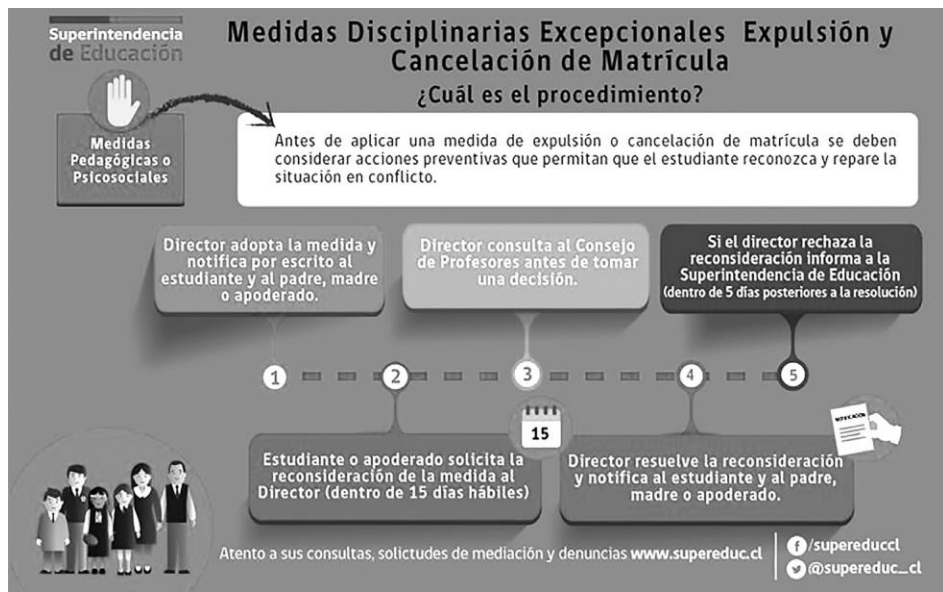 Superintendencia
de Educación
Medidas Disciplinarias Excepcionales Expulsión y
Cancelación de Matrícula
¿Cuál es el procedimiento?
Medidas
Pedagógicas o
Psicosociales
Antes de aplicar una medida de expulsión o cancelación de matrícula se deben
considerar acciones preventivas que permitan que el estudiante reconozca y repare la
situación en conflicto.
Director adopta la medida y
notifica por escrito al
estudiante y al padre, madre
o apoderado.
Director consulta al Consejo
de Profesores antes de tomar
una decisión.
Si el director rechaza la
reconsideración informa a la
Superintendencia de Educación
(dentro de 5 días posteriores a la resolución)
1
2
3
4
5
15
NOTIFICACIÓN
Estudiante o apoderado solicita la
reconsideración de la medida al
Director (dentro de 15 días hábiles)
Director resuelve la reconsideración
y notifica al estudiante y al padre,
madre o apoderado.
Atento a sus consultas, solicitudes de mediación y denuncias www.supereduc.cl
/supereduccl
@supereduc_cl